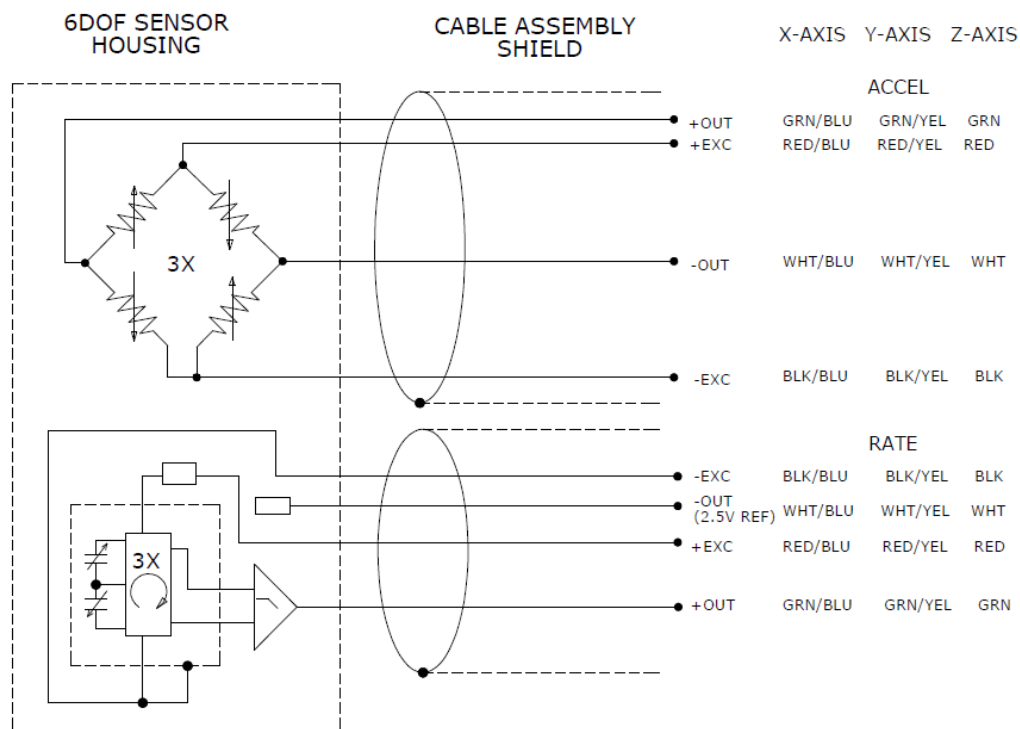 6DOF SENSOR
HOUSING
CABLE ASSEMBLY
SHIELD
X-AXIS Y-AXIS Z-AXIS
ACCEL
+OUT GRN/BLU GRN/YEL GRN
+EXC RED/BLU RED/YEL RED
3X
-OUT WHT/BLU WHT/YEL WHT
-EXC BLK/BLU BLK/YEL BLK
RATE
-EXC BLK/BLU BLK/YEL BLK
-OUT
(2.5V REF) WHT/BLU WHT/YEL WHT
+EXC RED/BLU RED/YEL RED
3X
+OUT GRN/BLU GRN/YEL GRN